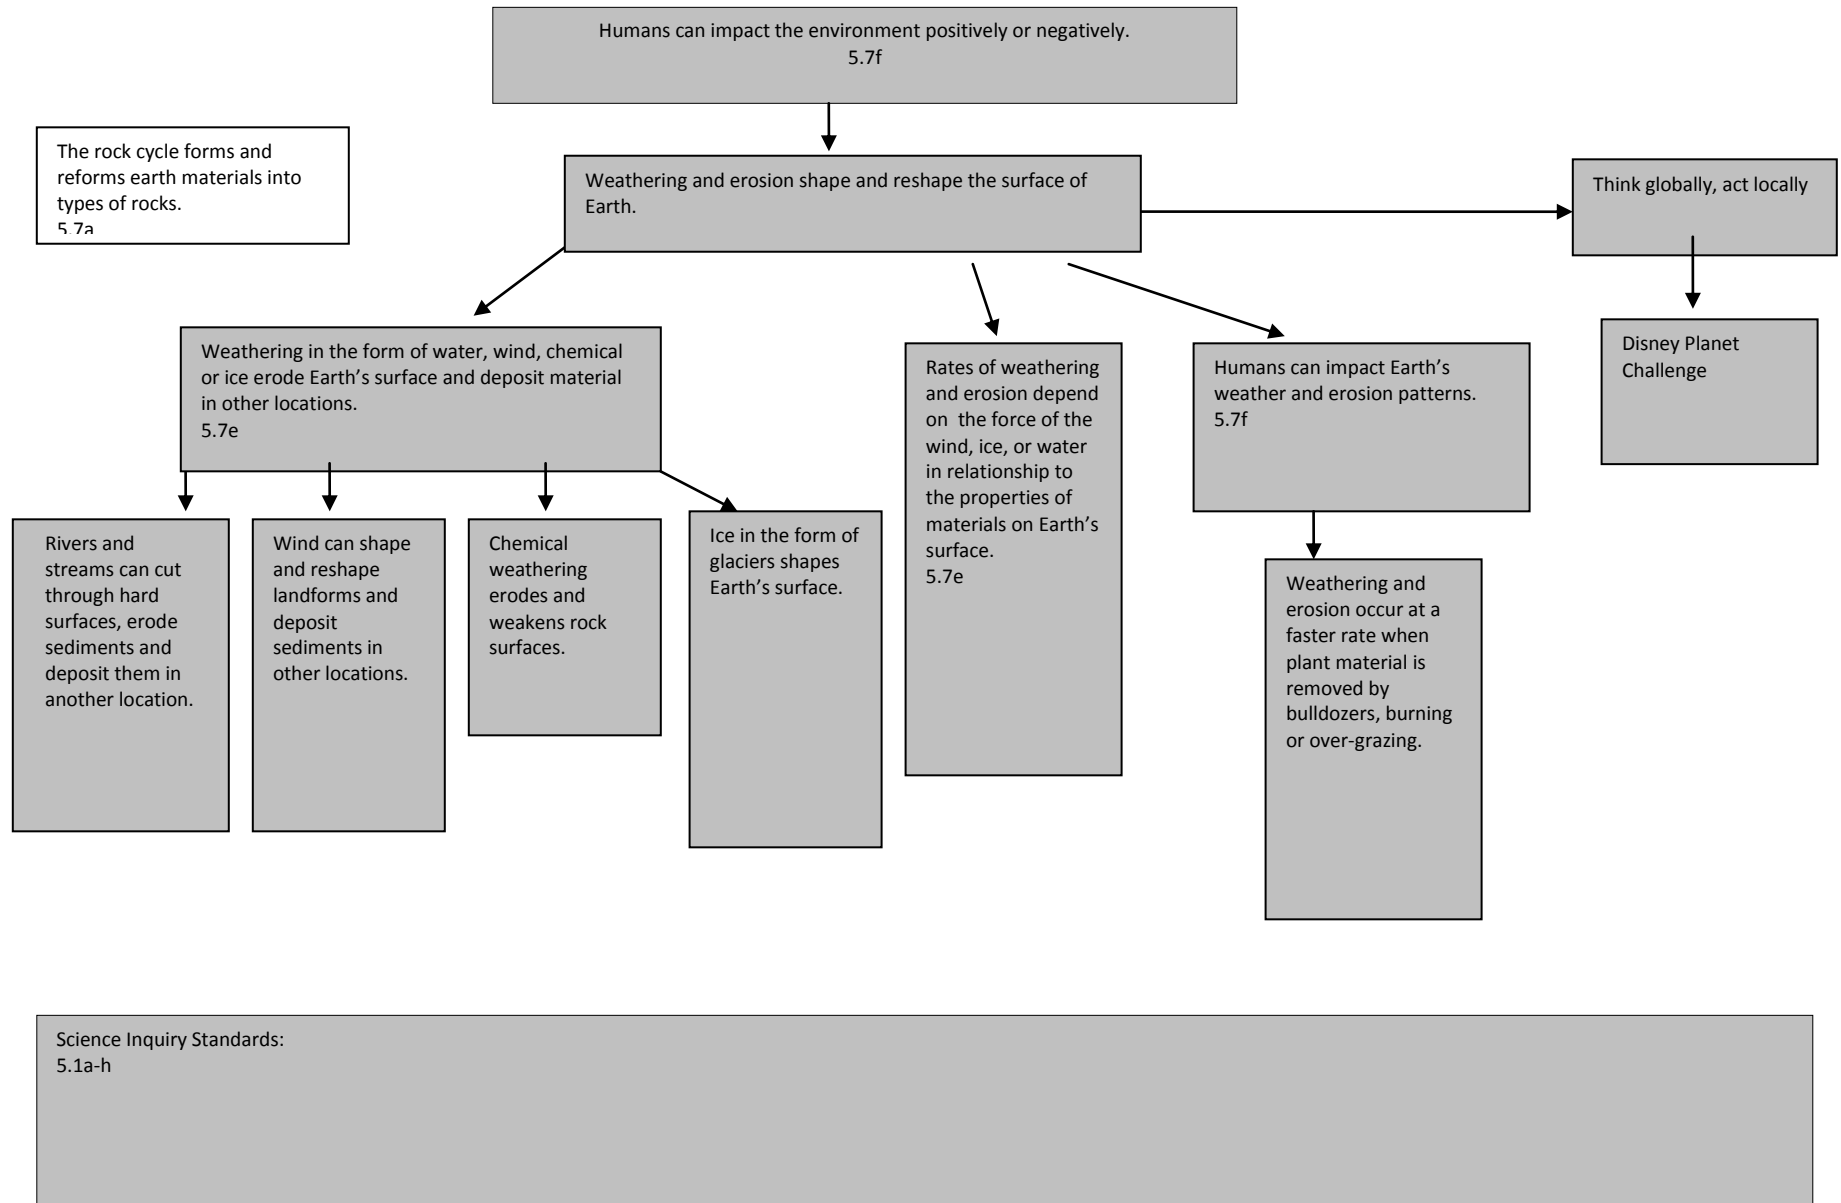 Humans can impact the environment positively or negatively.
5.7f
The rock cycle forms and
reforms earth materials into
types of rocks.
5.7a
Weathering and erosion shape and reshape the surface of
Earth.
Think globally, act locally
Weathering in the form of water, wind, chemical
or ice erode Earth’s surface and deposit material
in other locations.
5.7e
Rates of weathering
and erosion depend
on  the force of the
wind, ice, or water
in relationship to
the properties of
materials on Earth’s
surface.
5.7e
Humans can impact Earth’s
weather and erosion patterns.
5.7f
Disney Planet
Challenge
Rivers and
streams can cut
through hard
surfaces, erode
sediments and
deposit them in
another location.
Wind can shape
and reshape
landforms and
deposit
sediments in
other locations.
Chemical
weathering
erodes and
weakens rock
surfaces.
Ice in the form of
glaciers shapes
Earth’s surface.
Weathering and
erosion occur at a
faster rate when
plant material is
removed by
bulldozers, burning
or over-grazing.
Science Inquiry Standards:
5.1a-h